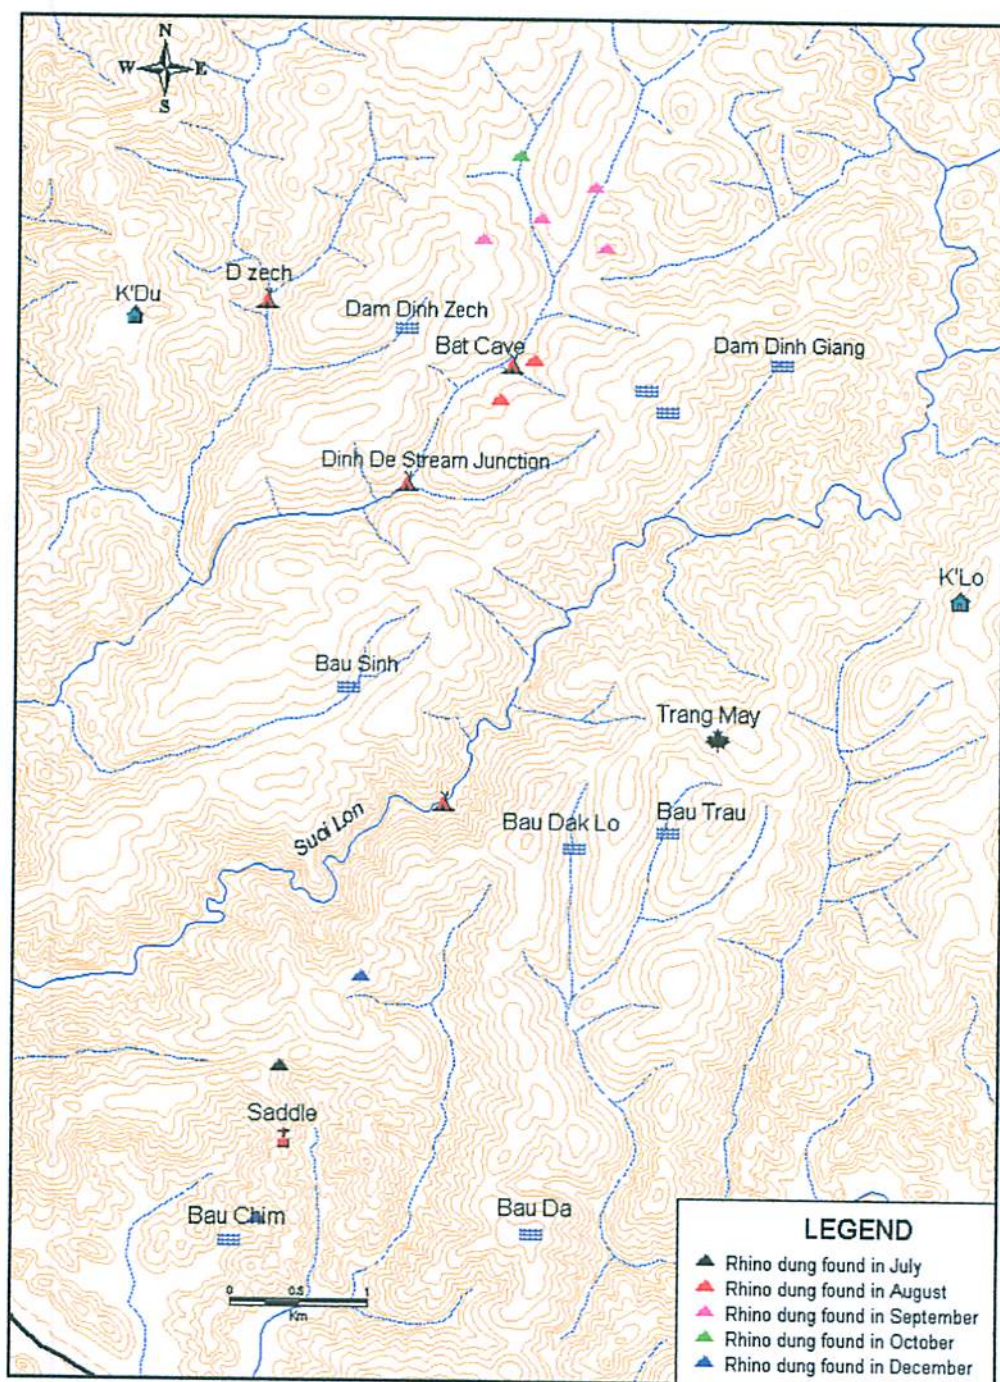 N
W E
S
D zech
K'Du
Dam Dinh Zech
Bat Cave
Dam Dinh Giang
Dinh De Stream Junction
K'Lo
Bau Sinh
Trang May
Suoi Lon
Bau Dak Lo
Bau Trau
Saddle
Bau Chim
Bau Da
0 0.5 1
Km
LEGEND
Rhino dung found in July
Rhino dung found in August
Rhino dung found in September
Rhino dung found in October
Rhino dung found in December